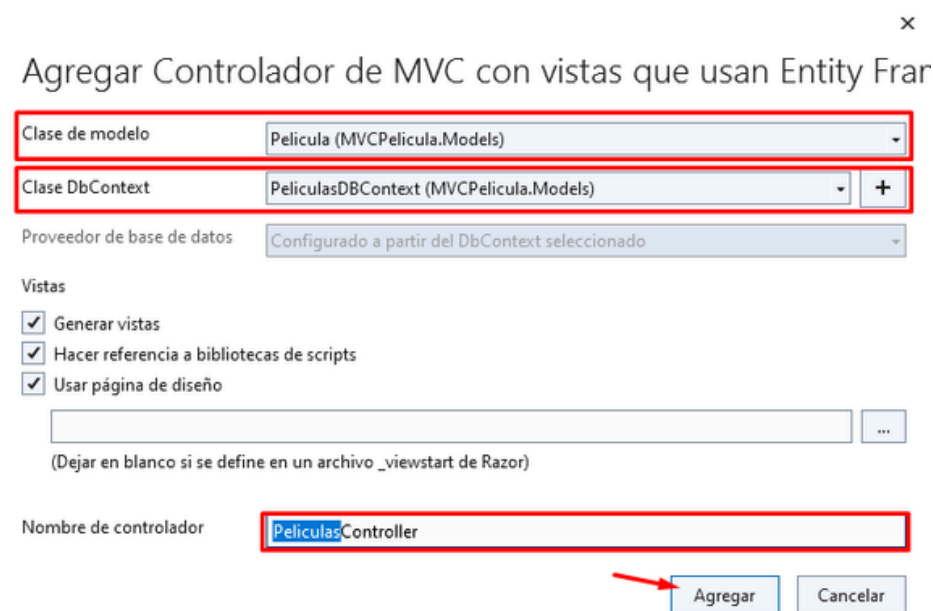 Agregar Controlador de MVC con vistas que usan Entity Fra
Clase de modelo
Pelicula (MVCPelicula.Models)
Clase DbContext
PeliculasDBContext (MVCPelicula.Models)
+
Proveedor de base de datos
Configurado a partir del DbContext seleccionado
Vistas
Generar vistas
Hacer referencia a bibliotecas de scripts
Usar página de diseño
...
(Dejar en blanco si se define en un archivo _viewstart de Razor)
Nombre de controlador
PeliculasController
Agregar
Cancelar